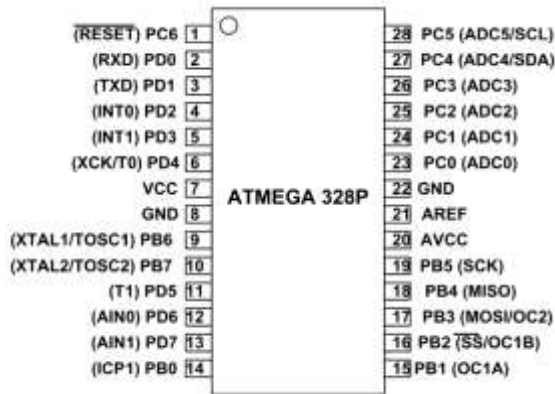 (RESET) PC6 1
(RXD) PD0 2
(TXD) PD1 3
(INT0) PD2 4
(INT1) PD3 5
(XCK/T0) PD4 6
VCC 7
GND 8
(XTAL1/TOSC1) PB6 9
(XTAL2/TOSC2) PB7 10
(T1) PD5 11
(AIN0) PD6 12
(AIN1) PD7 13
(ICP1) PB0 14
ATMEGA 328P
28 PC5 (ADC5/SCL)
27 PC4 (ADC4/SDA)
26 PC3 (ADC3)
25 PC2 (ADC2)
24 PC1 (ADC1)
23 PC0 (ADC0)
22 GND
21 AREF
20 AVCC
19 PB5 (SCK)
18 PB4 (MISO)
17 PB3 (MOSI/OC2)
16 PB2 (SS/OC1B)
15 PB1 (OC1A)